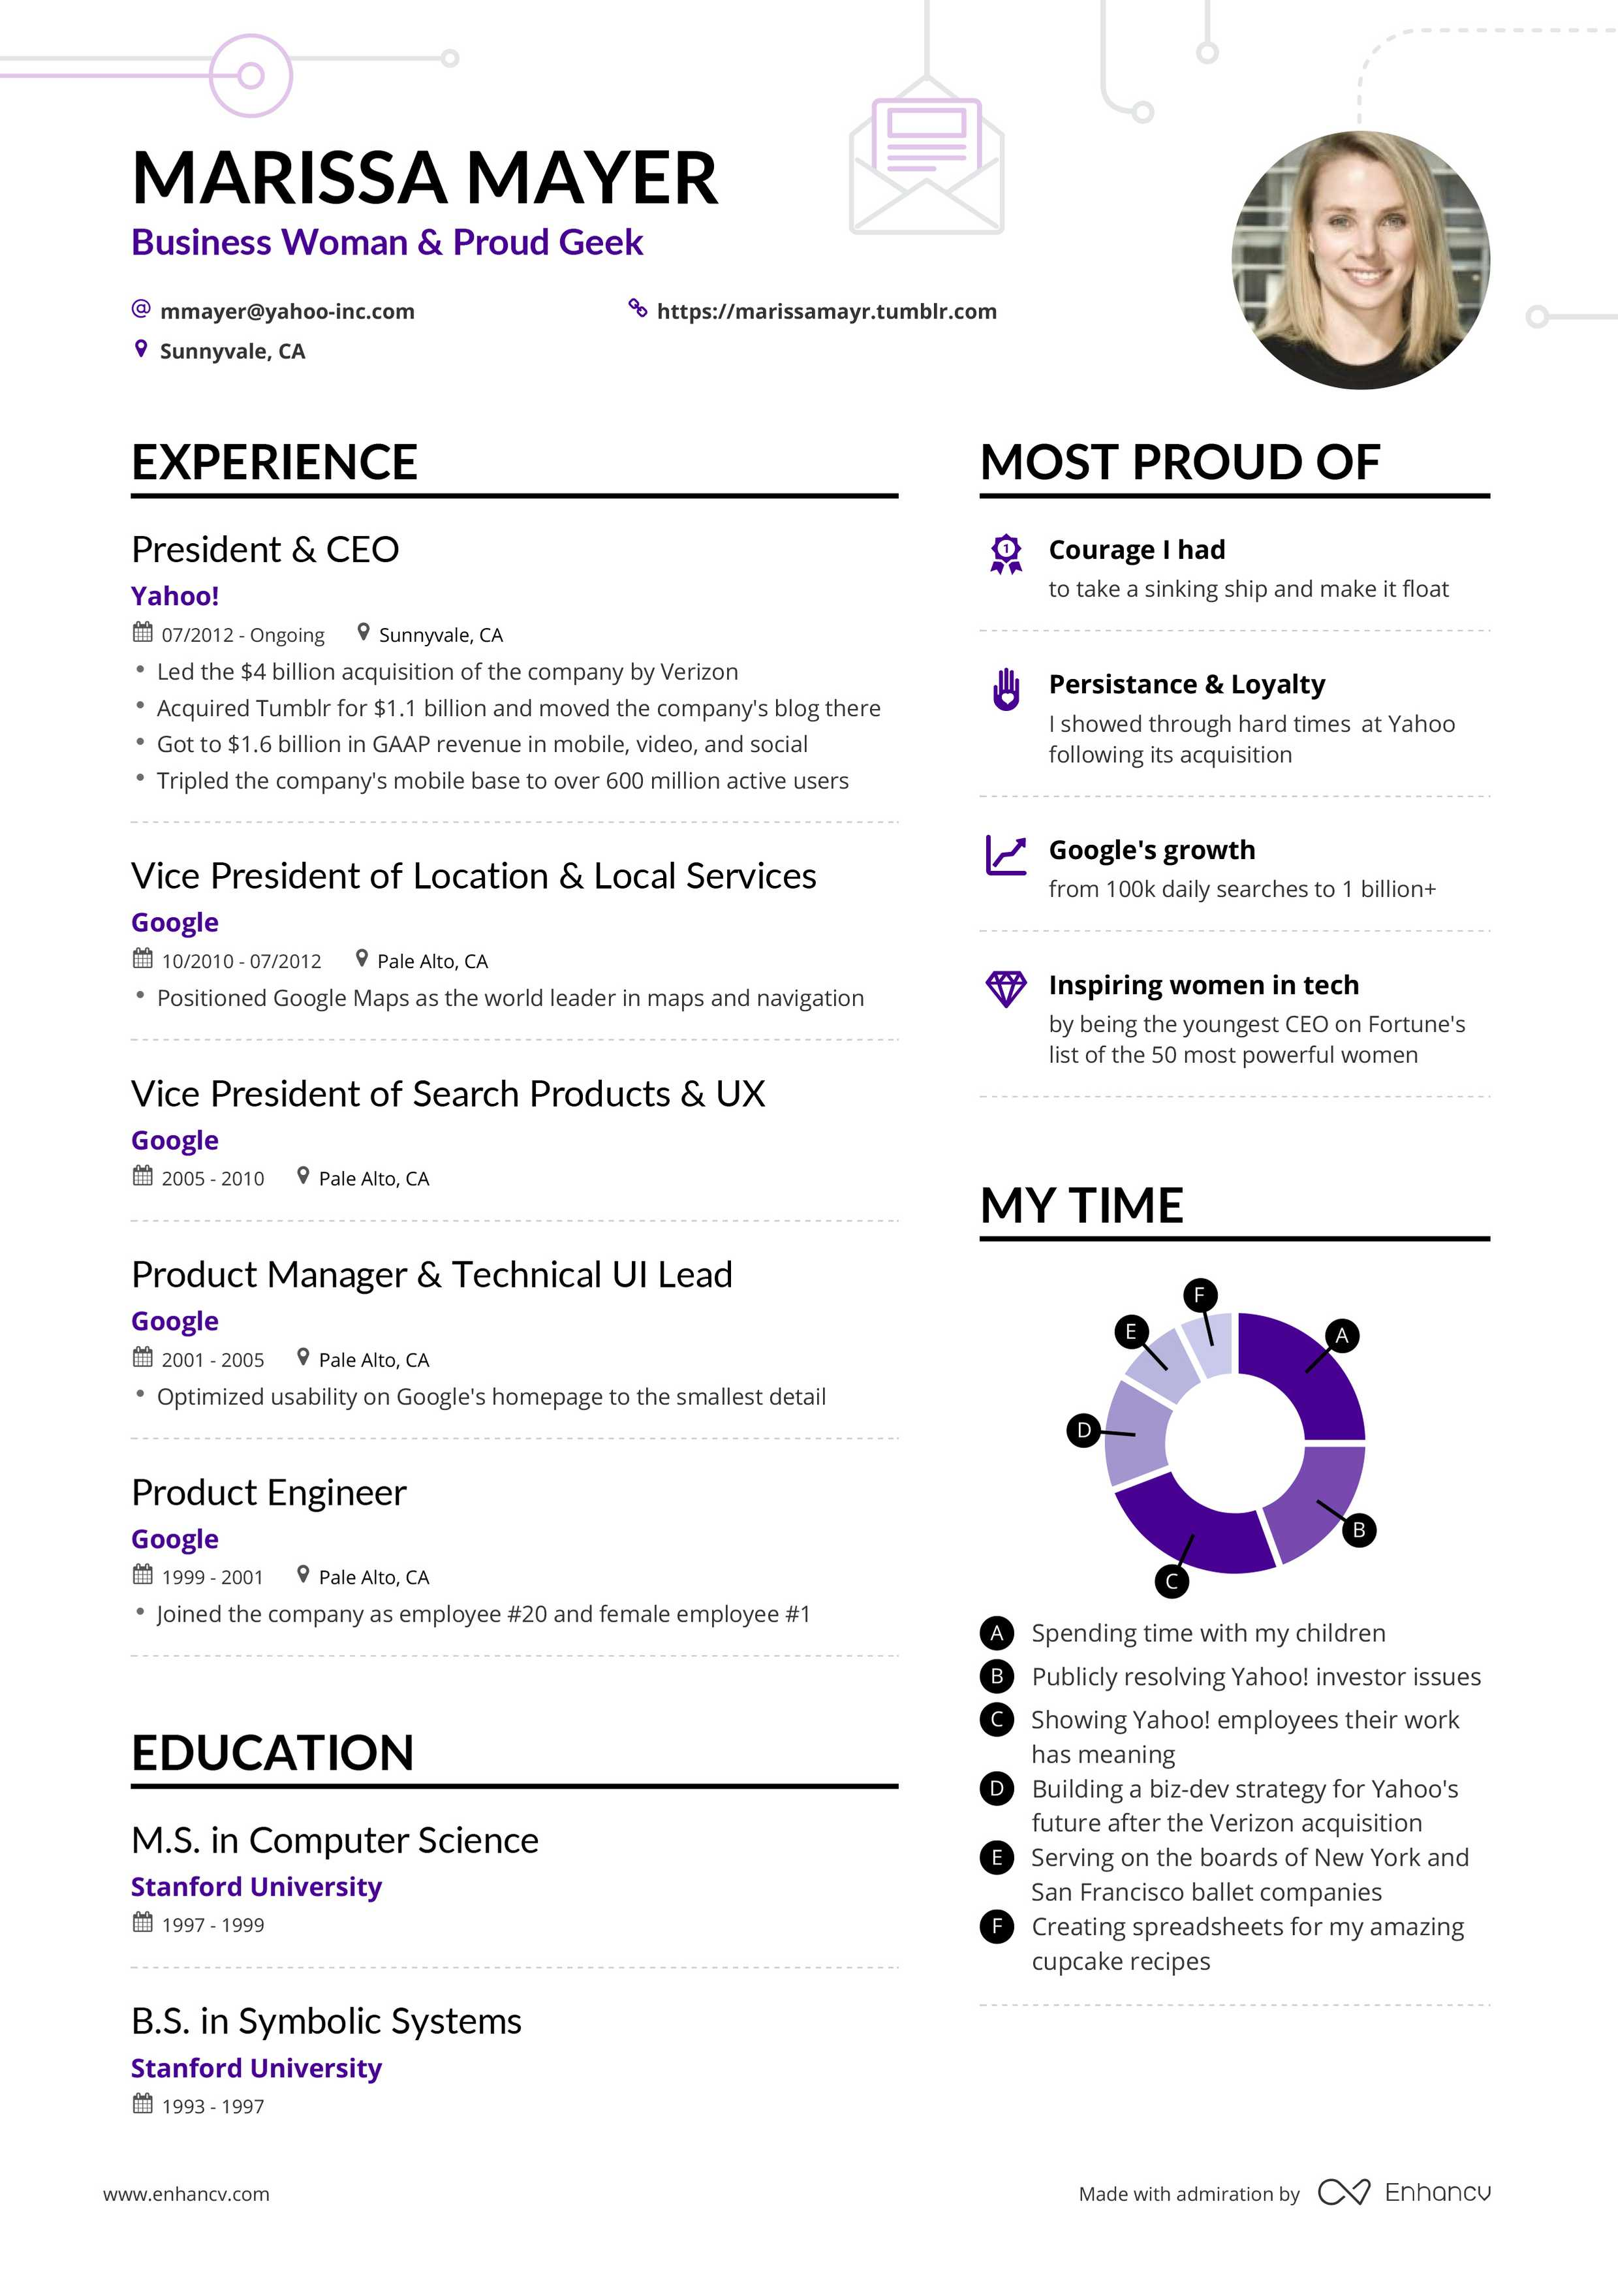 MARISSA MAYER
Business Woman & Proud Geek
@ mmayer@yahoo-inc.com
https://marissamayr.tumblr.com
Sunnyvale, CA
EXPERIENCE
President & CEO
Yahoo!
07/2012 - Ongoing Sunnyvale, CA
• Led the $4 billion acquisition of the company by Verizon
• Acquired Tumblr for $1.1 billion and moved the company's blog there
• Got to $1.6 billion in GAAP revenue in mobile, video, and social
• Tripled the company's mobile base to over 600 million active users
Vice President of Location & Local Services
Google
10/2010 - 07/2012 Pale Alto, CA
• Positioned Google Maps as the world leader in maps and navigation
Vice President of Search Products & UX
Google
2005 - 2010 Pale Alto, CA
Product Manager & Technical UI Lead
Google
2001 - 2005 Pale Alto, CA
• Optimized usability on Google's homepage to the smallest detail
Product Engineer
Google
1999 - 2001 Pale Alto, CA
• Joined the company as employee #20 and female employee #1
EDUCATION
M.S. in Computer Science
Stanford University
1997 - 1999
B.S. in Symbolic Systems
Stanford University
1993 - 1997
MOST PROUD OF
1
Courage I had
to take a sinking ship and make it float
Persistance & Loyalty
I showed through hard times at Yahoo
following its acquisition
Google's growth
from 100k daily searches to 1 billion+
Inspiring women in tech
by being the youngest CEO on Fortune's
list of the 50 most powerful women
MY TIME
F
E
A
D
B
C
A Spending time with my children
B Publicly resolving Yahoo! investor issues
C Showing Yahoo! employees their work
has meaning
D Building a biz-dev strategy for Yahoo's
future after the Verizon acquisition
E Serving on the boards of New York and
San Francisco ballet companies
F Creating spreadsheets for my amazing
cupcake recipes
www.enhancv.com
Made with admiration by Enhancv